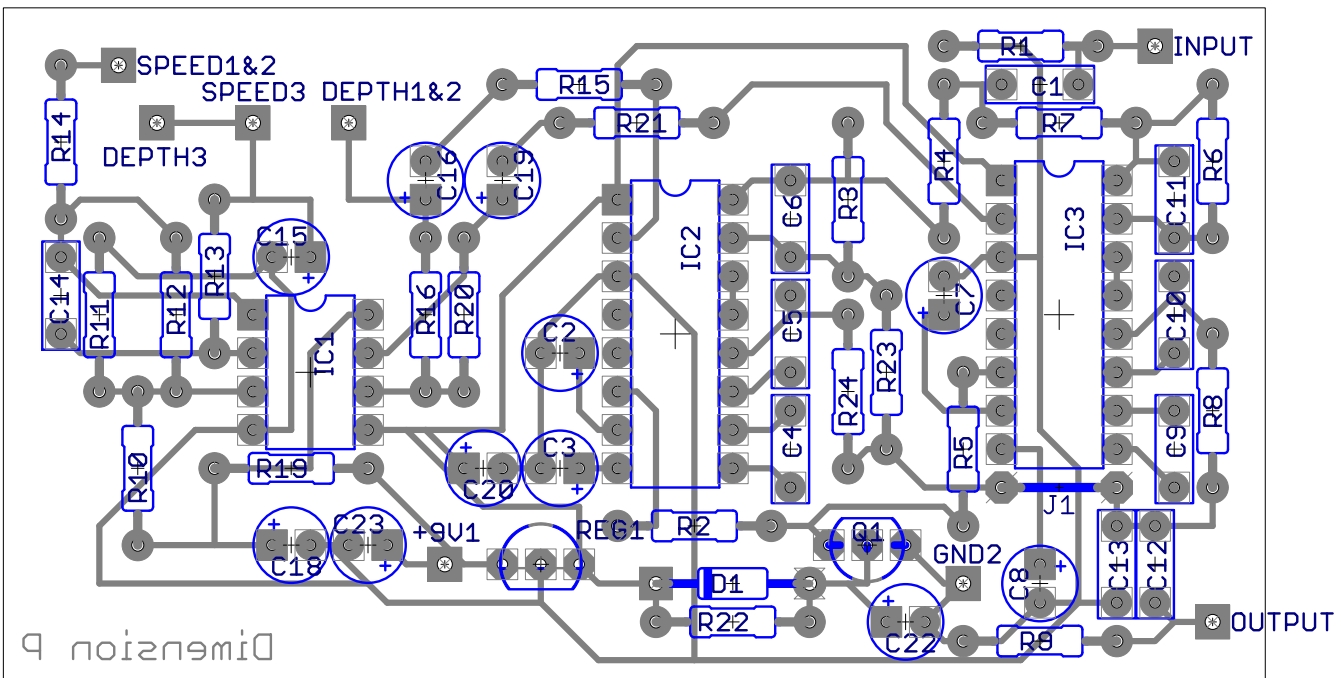 R1
INPUT
SPEED1&2
R15
C1
SPEED3
DEPTH1&2
R14
R21
R7
DEPTH3
C16
C19
R4
R6
C11
R3
C6
R13
C15
IC2
IC3
C14
R11
R12
R16
R20
C7
C10
C5
IC1
C2
R23
R24
R8
C4
R5
C9
R10
R19
C20
C3
J1
C23
+9V1
REG1
R2
Q1
GND2
C18
C13
C12
C8
D1
R22
C22
R8
OUTPUT
Dimension P